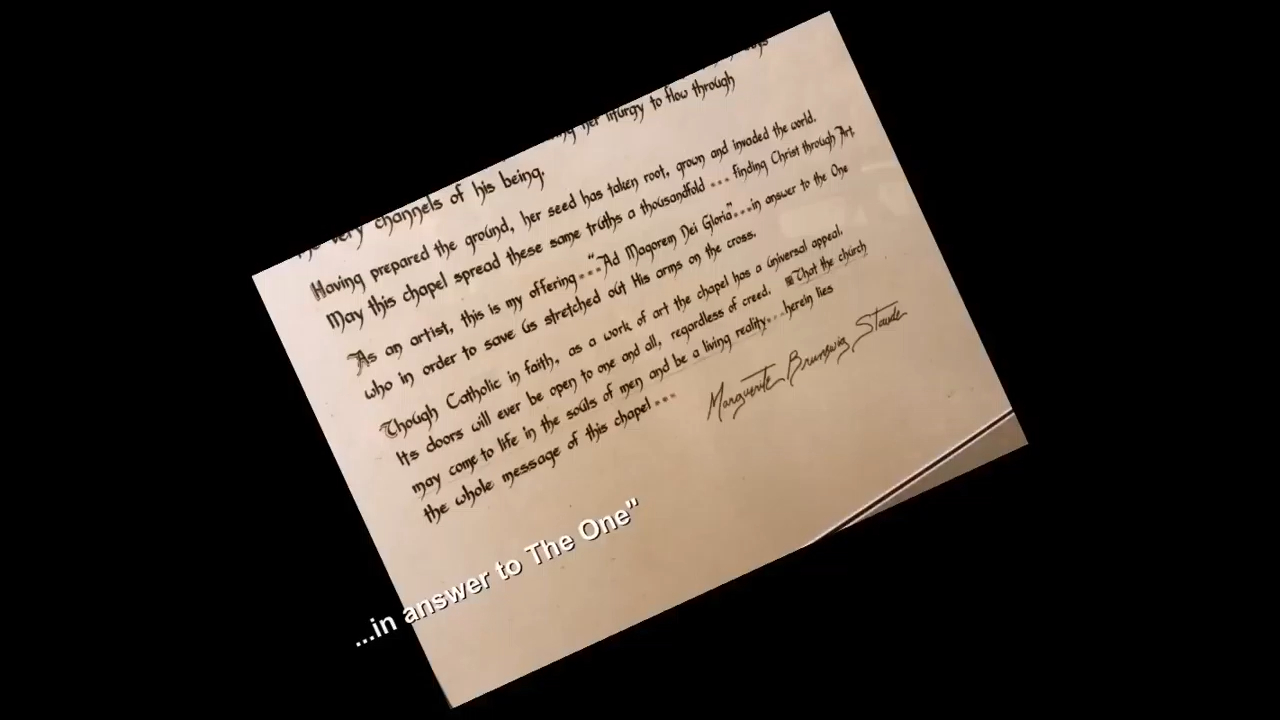 her liturgy to flow through
very channels of his being.
Having prepared the ground, her seed has taken root, grown and invaded the world.
May this chapel spread these same truths a thousandfold ... finding Christ through Art.
As an artist, this is my offering..."Ad Magorem Dei Gloria"...in answer to the One
who in order to save us stretched out His arms on the cross.
Though Catholic in faith, as a work of art the chapel has a universal appeal.
Its doors will ever be open to one and all, regardless of creed. That the church
may come to life in the souls of men and be a living reality...herein lies
the whole message of this chapel...
Marguerite Brunswig Staude
...in answer to The One"